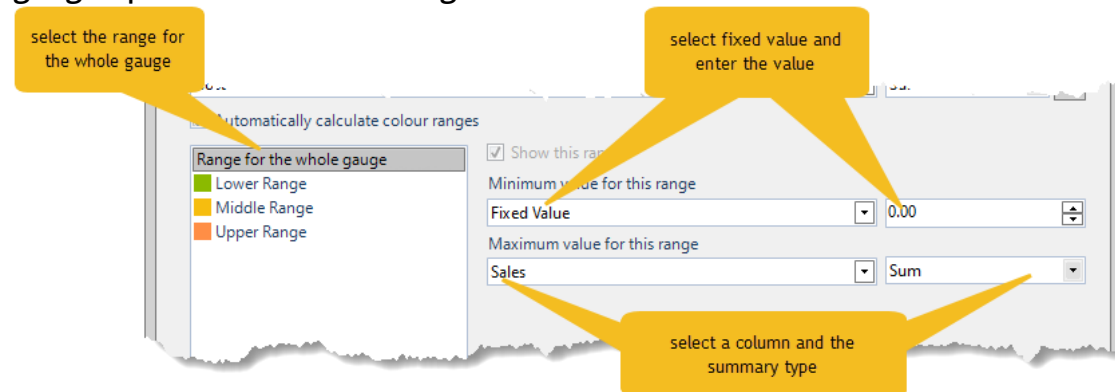 select the range for
the whole gauge
select fixed value and
enter the value
Automatically calculate colour ranges
Range for the whole gauge
Show this
Lower Range
Minimum value for this range
Middle Range
Fixed Value
0.00
Upper Range
Maximum value for this range
Sales
Sum
select a column and the
summary type